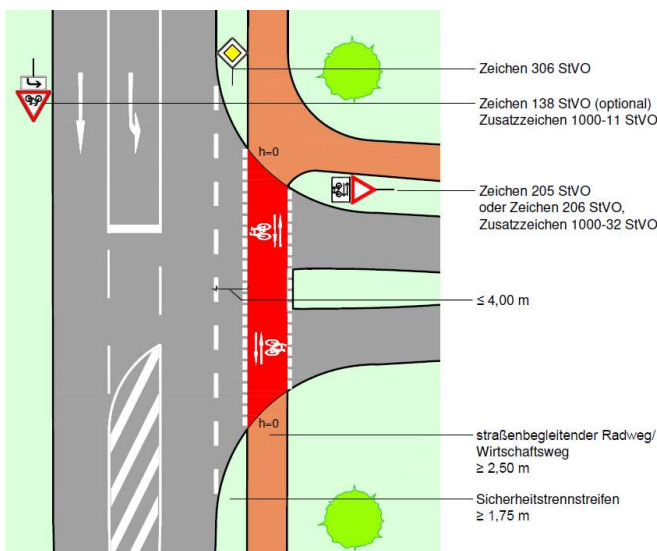 Zeichen 306 StVO
Zeichen 138 StVO (optional)
Zusatzzeichen 1000-11 StVO
h=0
Zeichen 205 StVO
oder Zeichen 206 StVO,
Zusatzzeichen 1000-32 StVO
≤ 4,00 m
h=0
straßenbegleitender Radweg/
Wirtschaftsweg
≥ 2,50 m
Sicherheitstrennstreifen
≥ 1,75 m